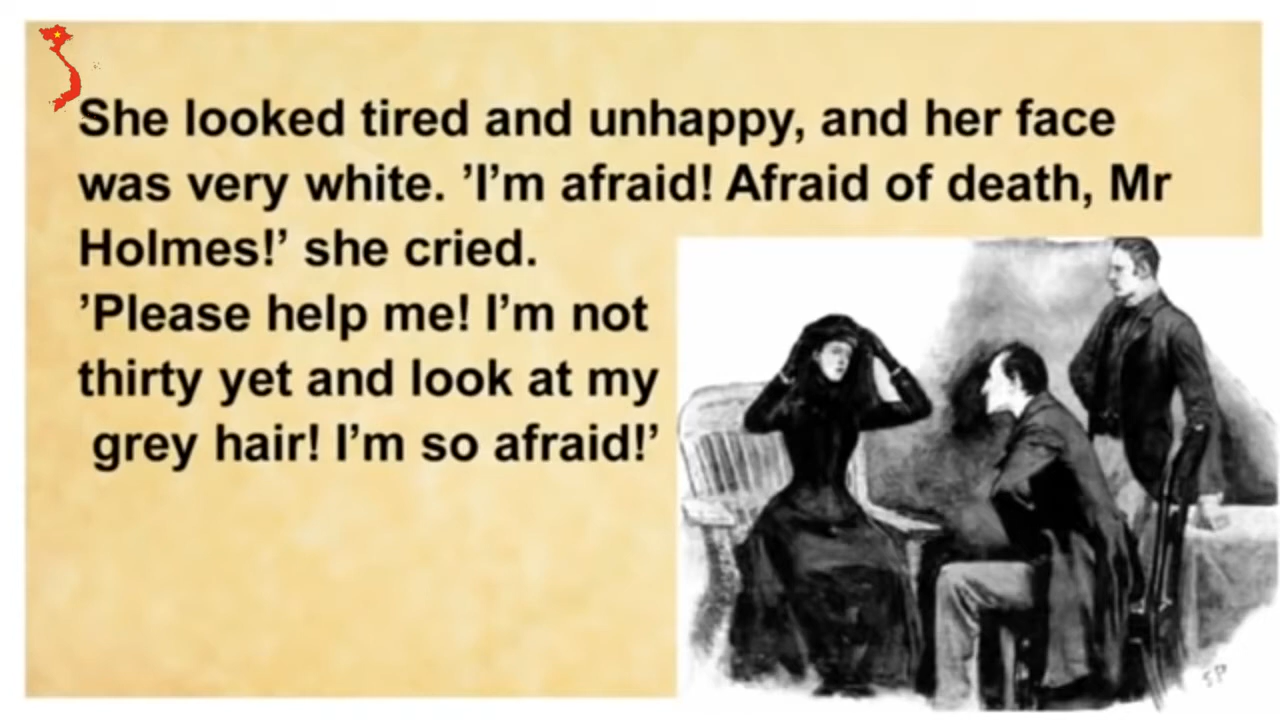 She looked tired and unhappy, and her face
was very white. ’I’m afraid! Afraid of death, Mr
Holmes!’ she cried.
’Please help me! I’m not
thirty yet and look at my
grey hair! I’m so afraid!’
SP